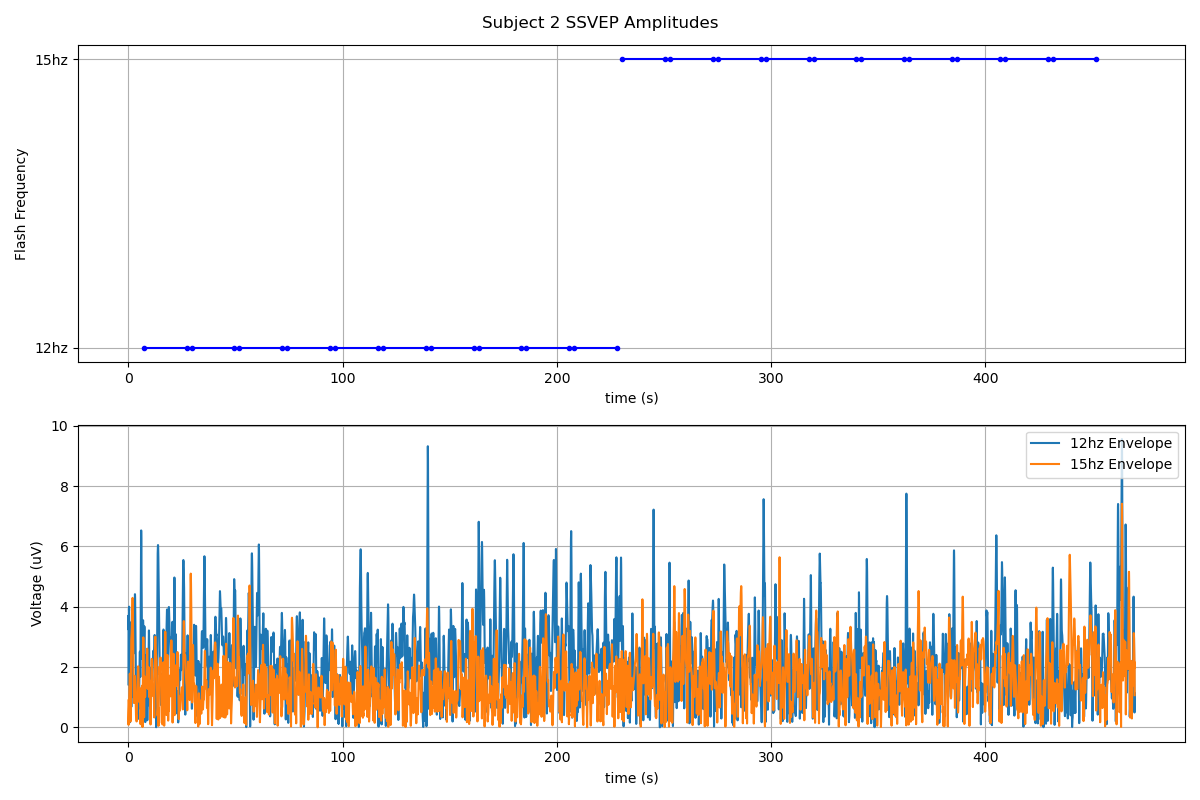 Subject 2 SSVEP Amplitudes
15hz
Flash Frequency
12hz
0 100 200 300 400
time (s)
10
12hz Envelope
15hz Envelope
8
6
Voltage (uV)
4
2
0
0 100 200 300 400
time (s)